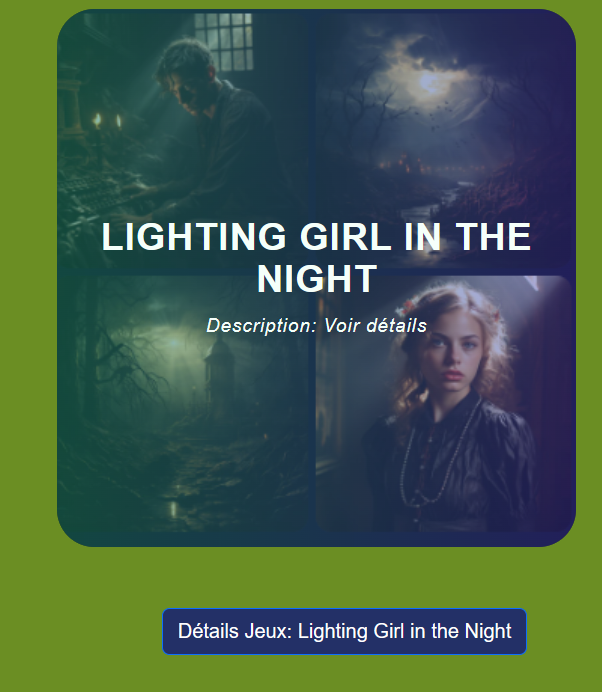 LIGHTING GIRL IN THE
NIGHT
Description: Voir détails
Détails Jeux: Lighting Girl in the Night